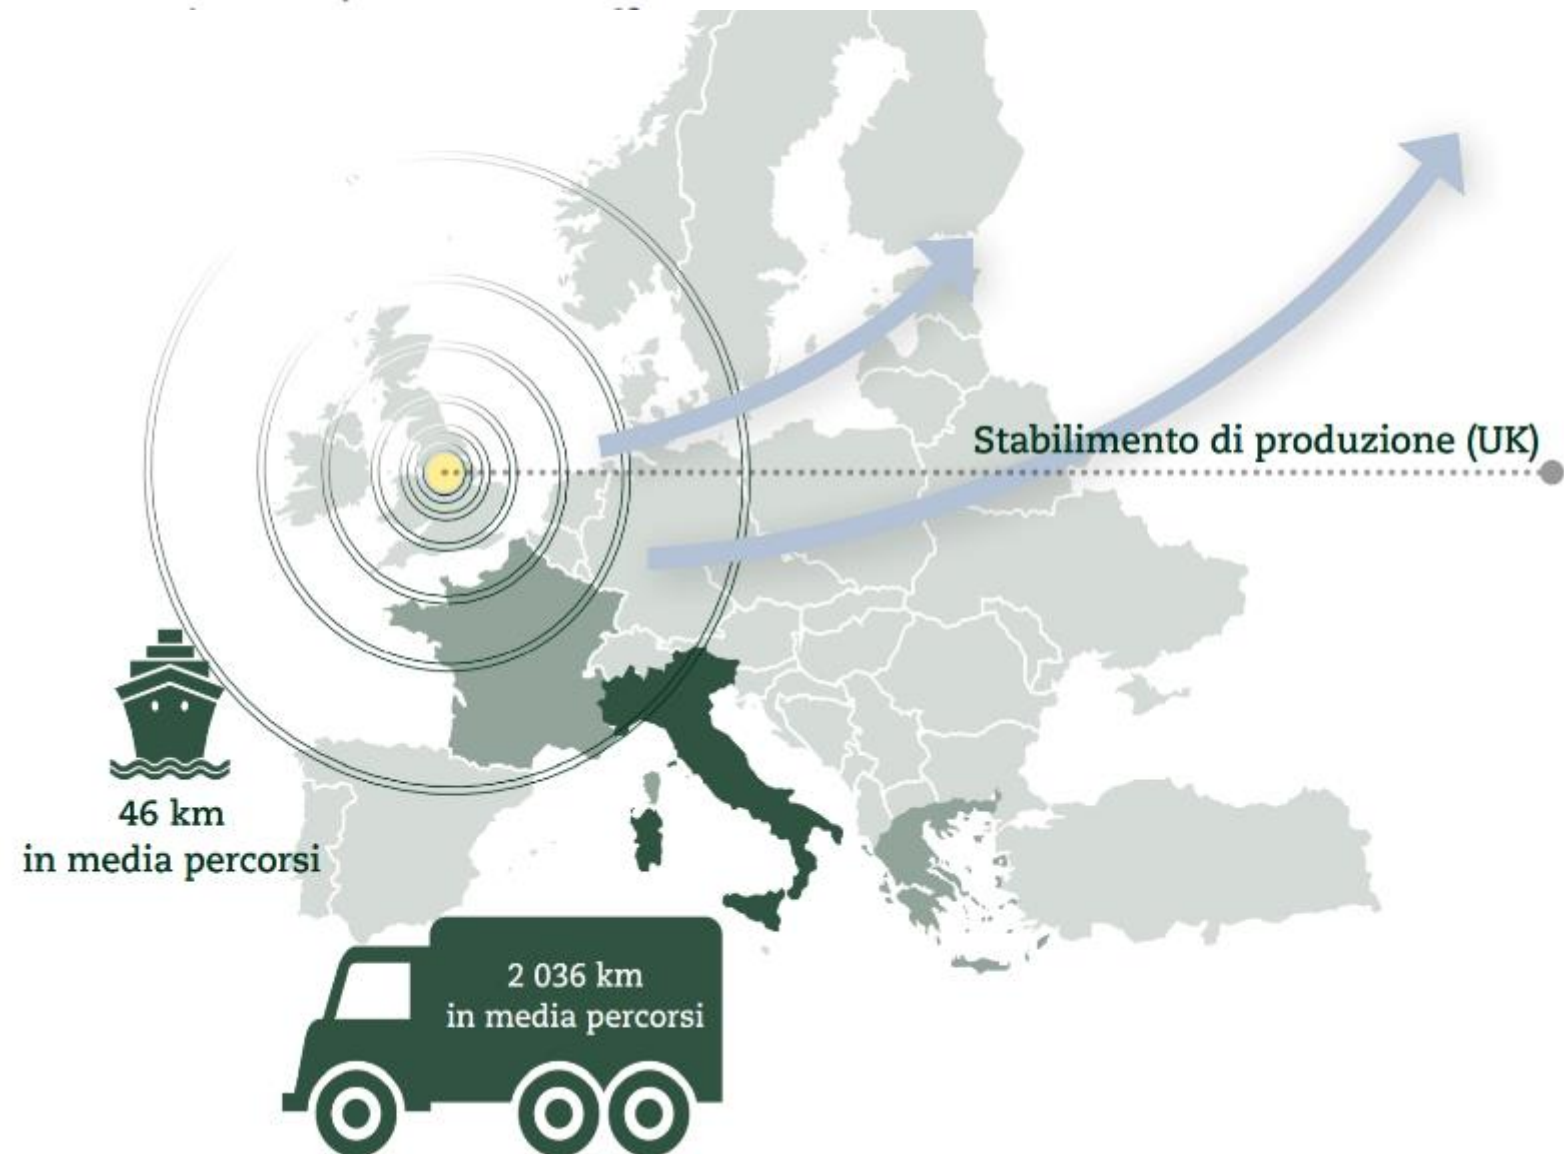 Stabilimento di produzione (UK)
46 km
in media percorsi
2 036 km
in media percorsi